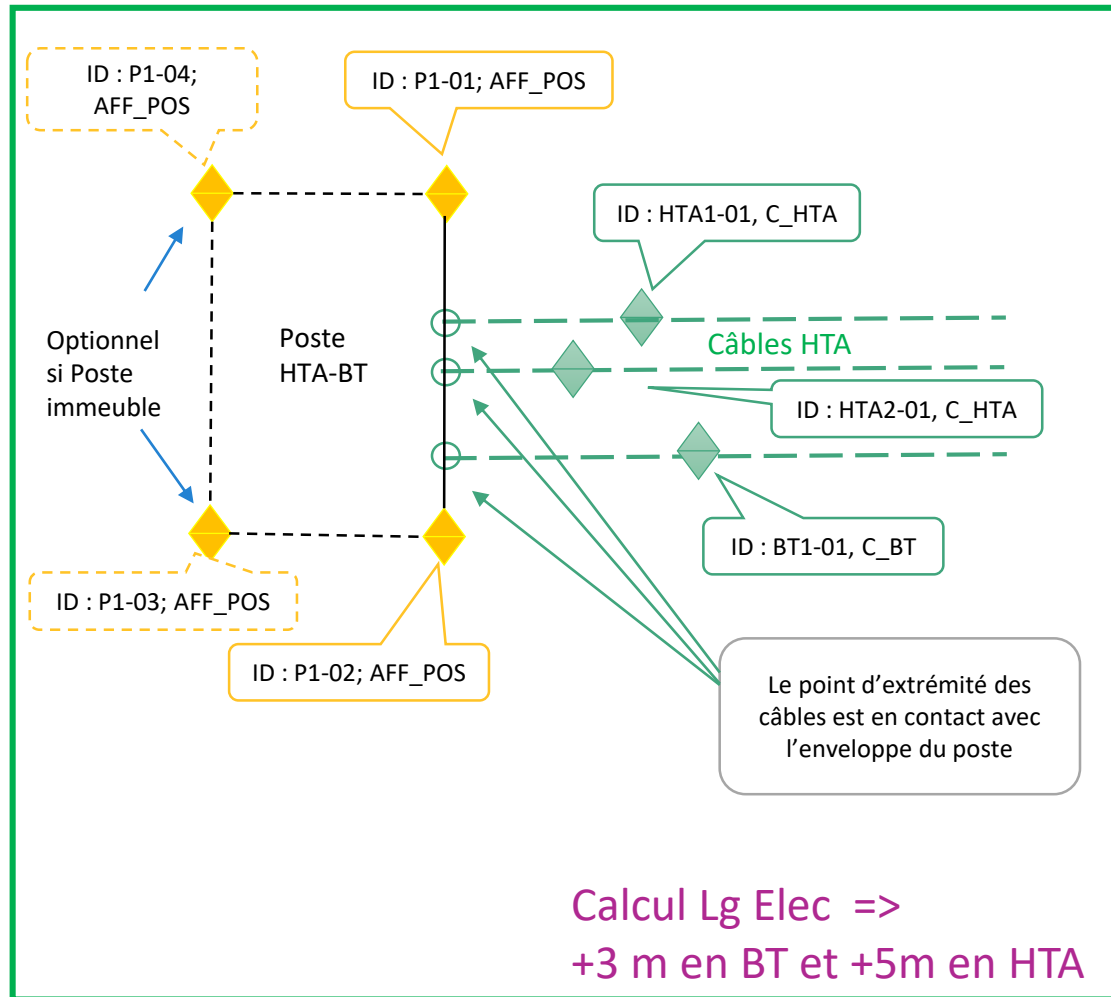 ID : P1-04;
AFF_POS
ID : P1-01; AFF_POS
ID : HTA1-01, C_HTA
Optionnel
si Poste
immeuble
Poste
HTA-BT
Câbles HTA
ID : HTA2-01, C_HTA
ID : BT1-01, C_BT
ID : P1-03; AFF_POS
ID : P1-02; AFF_POS
Le point d’extrémité des
câbles est en contact avec
l’enveloppe du poste
Calcul Lg Elec =>
+3 m en BT et +5m en HTA